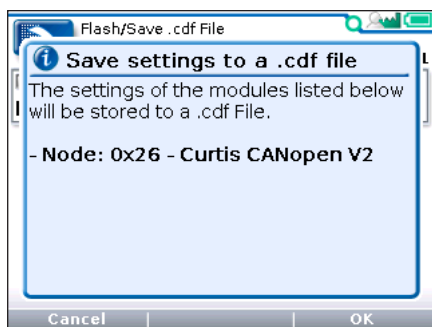 Flash/Save .cdf File
Save settings to a .cdf file
The settings of the modules listed below
will be stored to a .cdf File.
- Node: 0x26 - Curtis CANopen V2
Cancel
OK